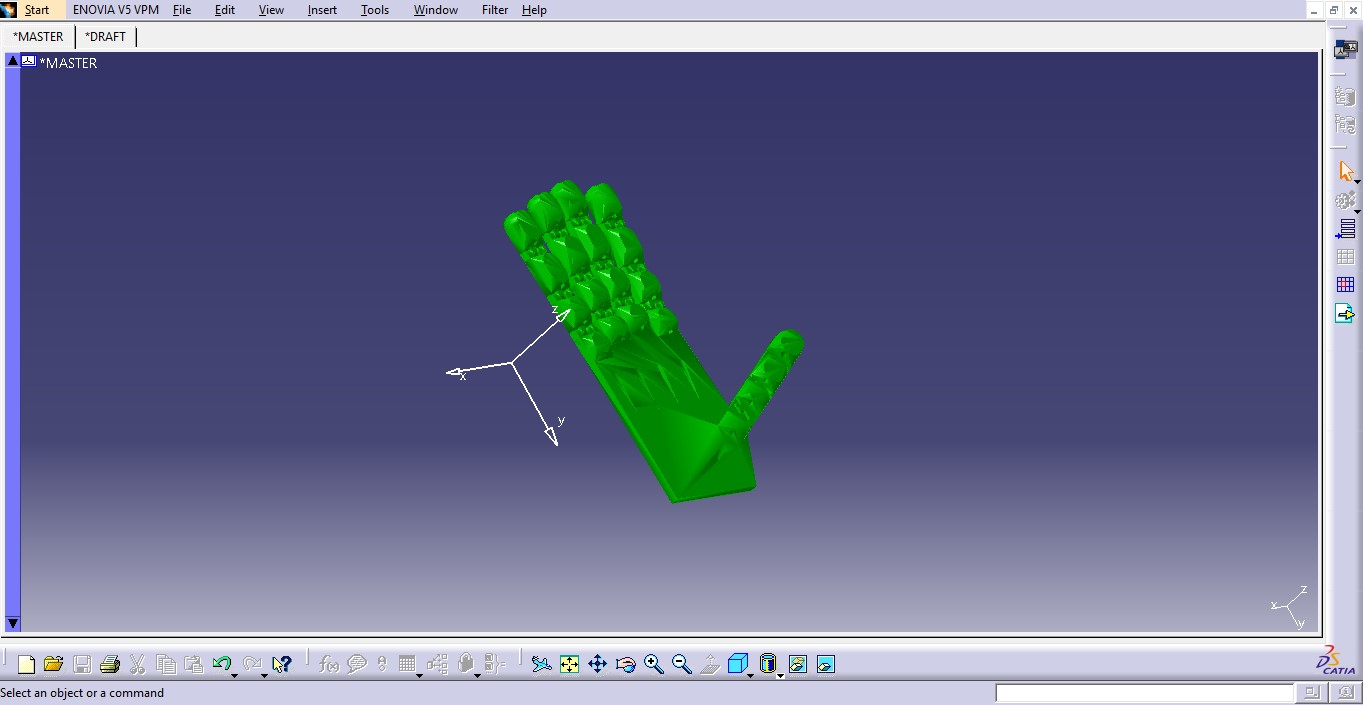 Start ENOVIA V5 VPM File Edit View Insert Tools Window Filter Help
*MASTER *DRAFT
*MASTER
z
x
y
z
x
y
f(x)
CATIA
Select an object or a command